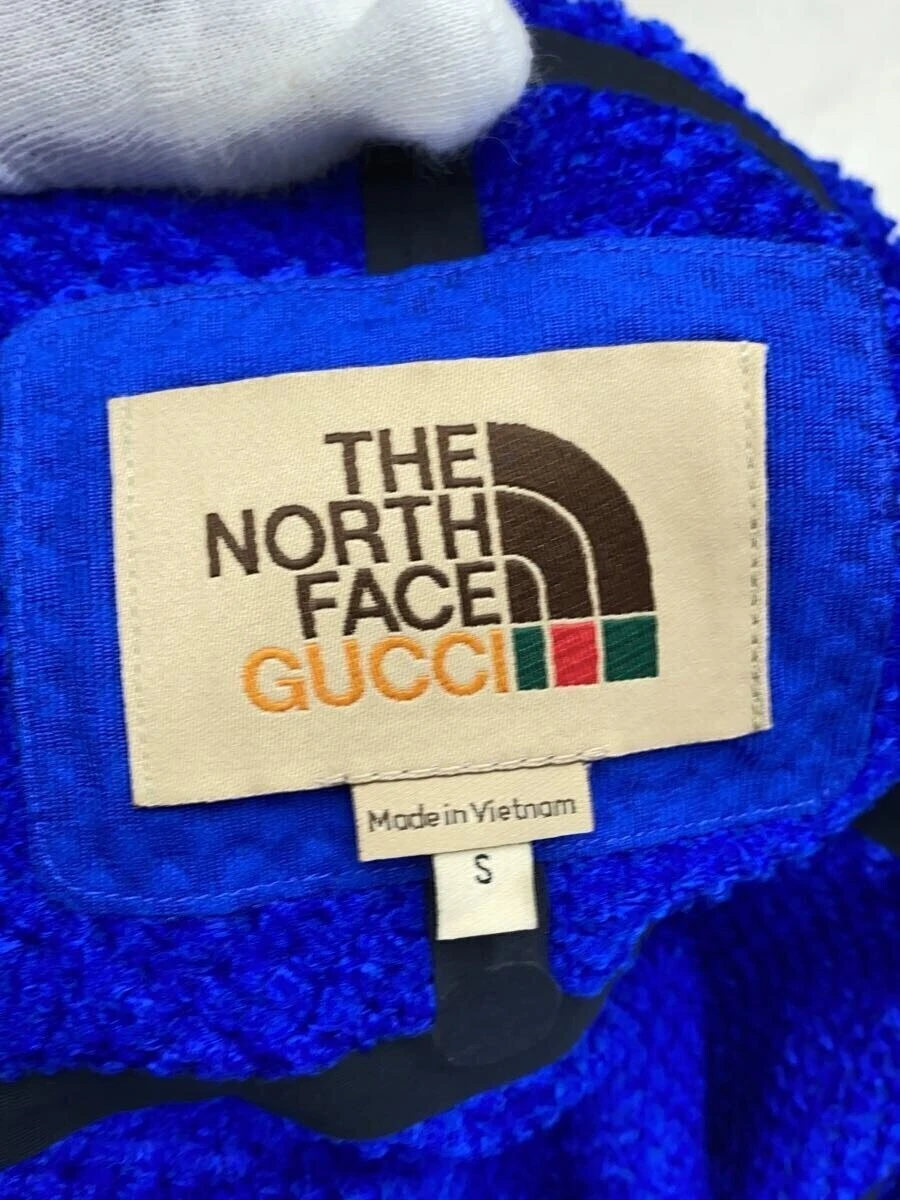 THE
NORTH
FACE
GUCCI
Made in Vietnam
S